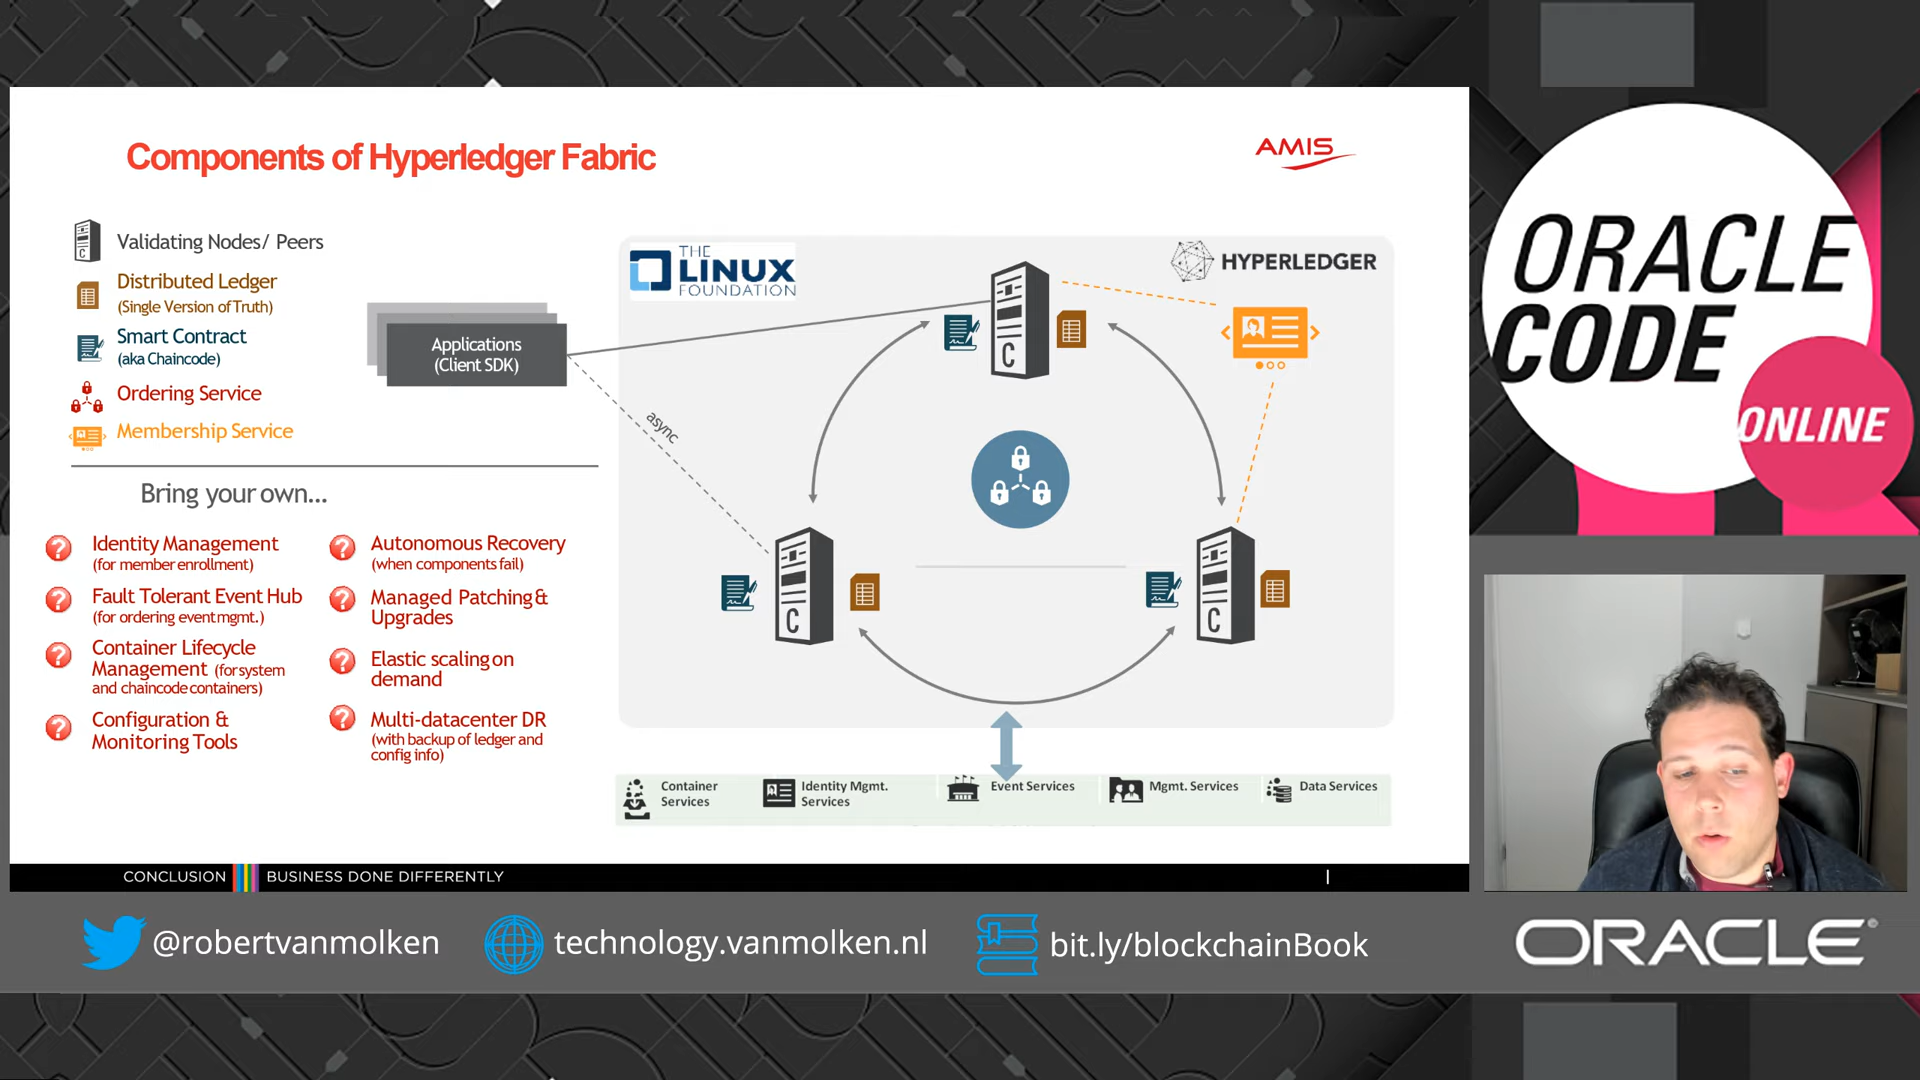 Components of Hyperledger Fabric
AMIS
Validating Nodes/ Peers
Distributed Ledger
(Single Version of Truth)
Smart Contract
(aka Chaincode)
Ordering Service
Membership Service
Bring your own...
Identity Management
(for member enrollment)
Fault Tolerant Event Hub
(for ordering event mgmt.)
Container Lifecycle
Management (for system
and chaincode containers)
Configuration &
Monitoring Tools
Autonomous Recovery
(when components fail)
Managed Patching &
Upgrades
Elastic scaling on
demand
Multi-datacenter DR
(with backup of ledger and
config info)
Applications
(Client SDK)
async
THE
LINUX
FOUNDATION
HYPERLEDGER
C
C
C
Container
Services
Identity Mgmt.
Services
Event Services
Mgmt. Services
Data Services
CONCLUSION
BUSINESS DONE DIFFERENTLY
ORACLE
CODE
ONLINE
@robertvanmolken
technology.vanmolken.nl
bit.ly/blockchainBook
ORACLE